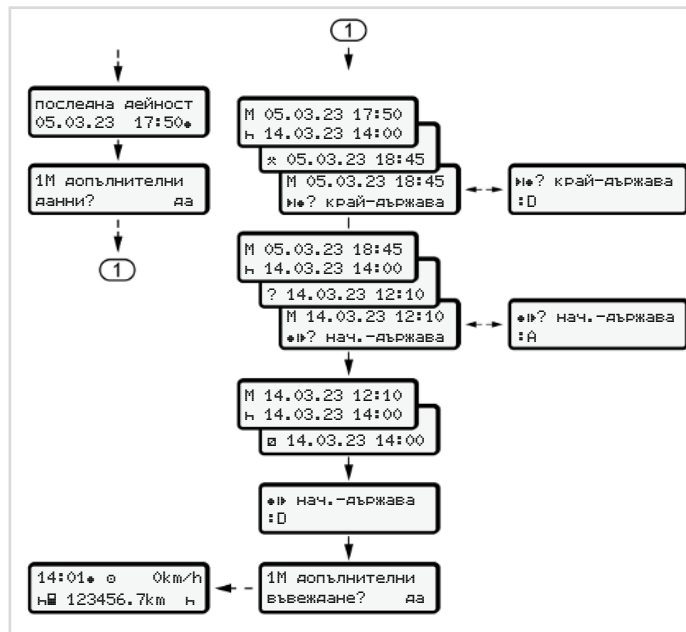 1
последна дейност
05.03.23 17:50
1М допълнителни
данни? да
1
М 05.03.23 17:50
h 14.03.23 14:00
05.03.23 18:45
М 05.03.23 18:45
? край-държава
? край-държава
:D
М 05.03.23 18:45
h 14.03.23 14:00
? 14.03.23 12:10
М 14.03.23 12:10
? нач.-държава
? нач.-държава
:A
М 14.03.23 12:10
h 14.03.23 14:00
14.03.23 14:00
нач.-държава
:D
1М допълнителни
въвеждане? да
14:01 0km/h
h 123456.7km h